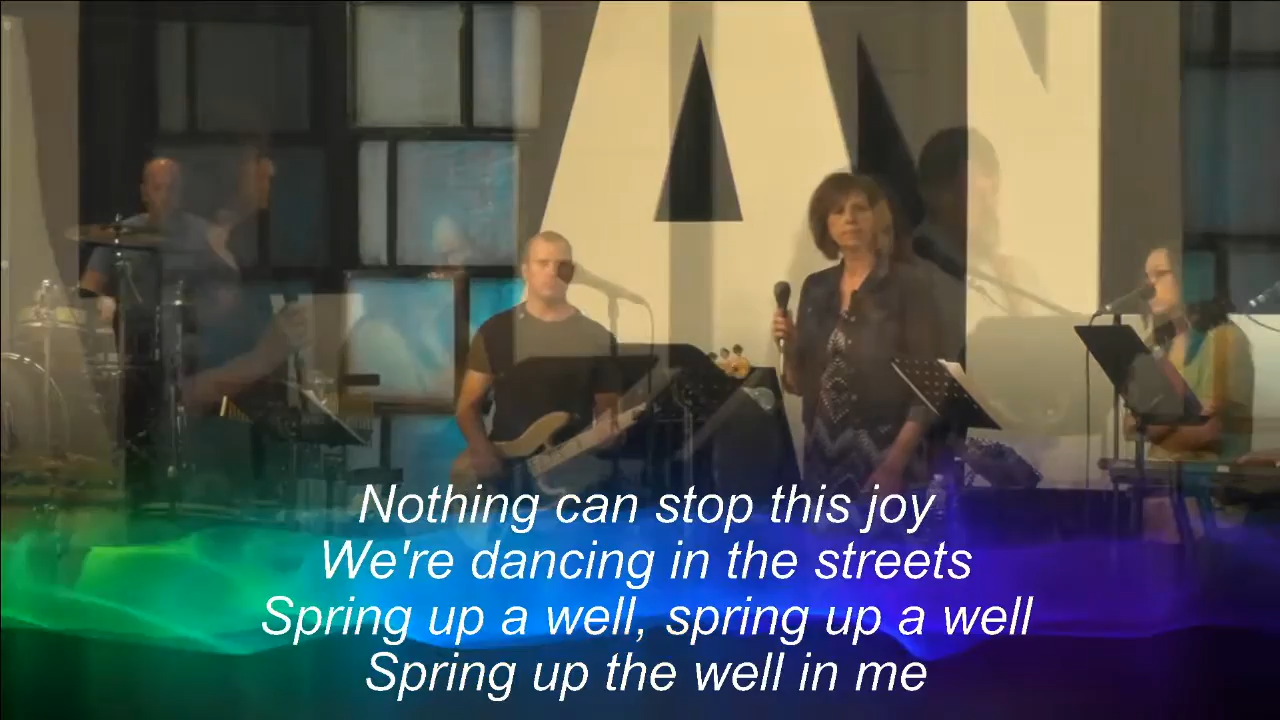 AN
Nothing can stop this joy
We're dancing in the streets
Spring up a well, spring up a well
Spring up the well in me